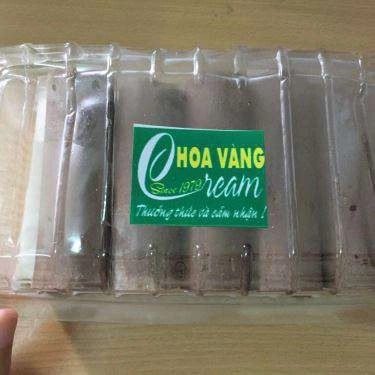 HOA VÀNG
Cream
Since 1979
Thưởng thức và cảm nhận !